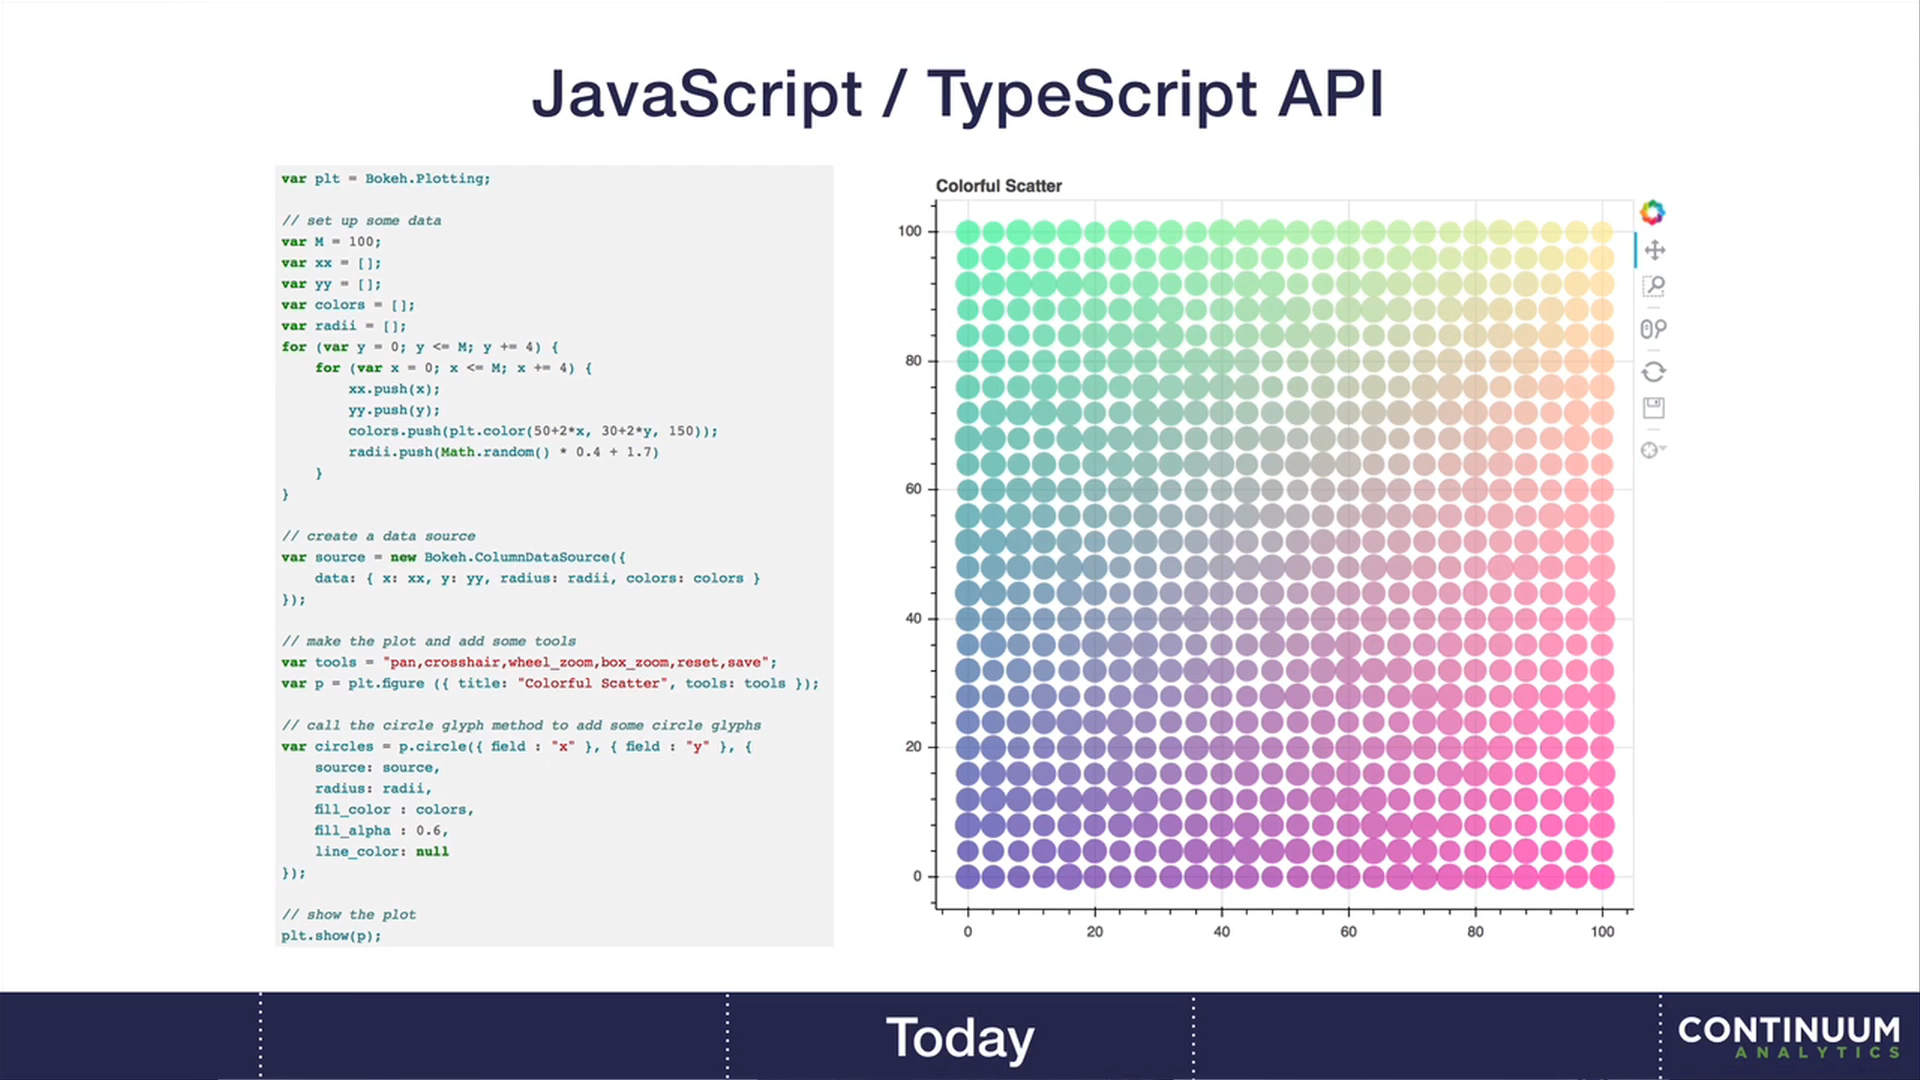 JavaScript / TypeScript API
var plt = Bokeh.Plotting;
// set up some data
var M = 100;
var xx = [];
var yy = [];
var colors = [];
var radii = [];
for (var y = 0; y <= M; y += 4) {
    for (var x = 0; x <= M; x += 4) {
        xx.push(x);
        yy.push(y);
        colors.push(plt.color(50+2*x, 30+2*y, 150));
        radii.push(Math.random() * 0.4 + 1.7)
    }
}
// create a data source
var source = new Bokeh.ColumnDataSource({
    data: { x: xx, y: yy, radius: radii, colors: colors }
});
// make the plot and add some tools
var tools = "pan,crosshair,wheel_zoom,box_zoom,reset,save";
var p = plt.figure ({ title: "Colorful Scatter", tools: tools });
// call the circle glyph method to add some circle glyphs
var circles = p.circle({ field : "x" }, { field : "y" }, {
    source: source,
    radius: radii,
    fill_color : colors,
    fill_alpha : 0.6,
    line_color: null
});
// show the plot
plt.show(p);
Colorful Scatter
100
80
60
40
20
0
0 20 40 60 80 100
Today
CONTINUUM
ANALYTICS